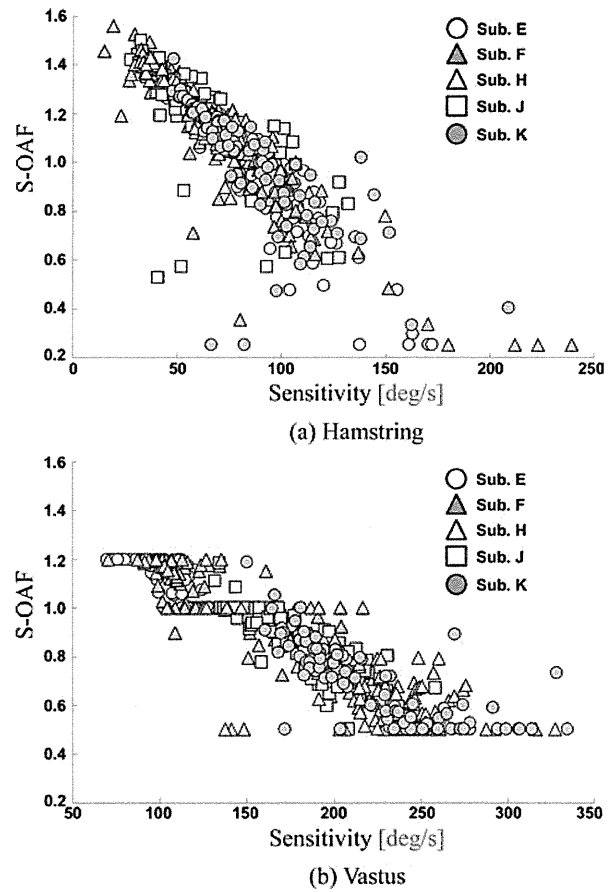 1.6
1.4
1.2
1.0
0.8
0.6
0.4
0.2
S-OAF
Sub. E
Sub. F
Sub. H
Sub. J
Sub. K
50
100
150
200
250
Sensitivity [deg/s]
(a) Hamstring
1.6
1.4
1.2
1.0
0.8
0.6
0.4
0.2
S-OAF
Sub. E
Sub. F
Sub. H
Sub. J
Sub. K
50
100
150
200
250
300
350
Sensitivity [deg/s]
(b) Vastus